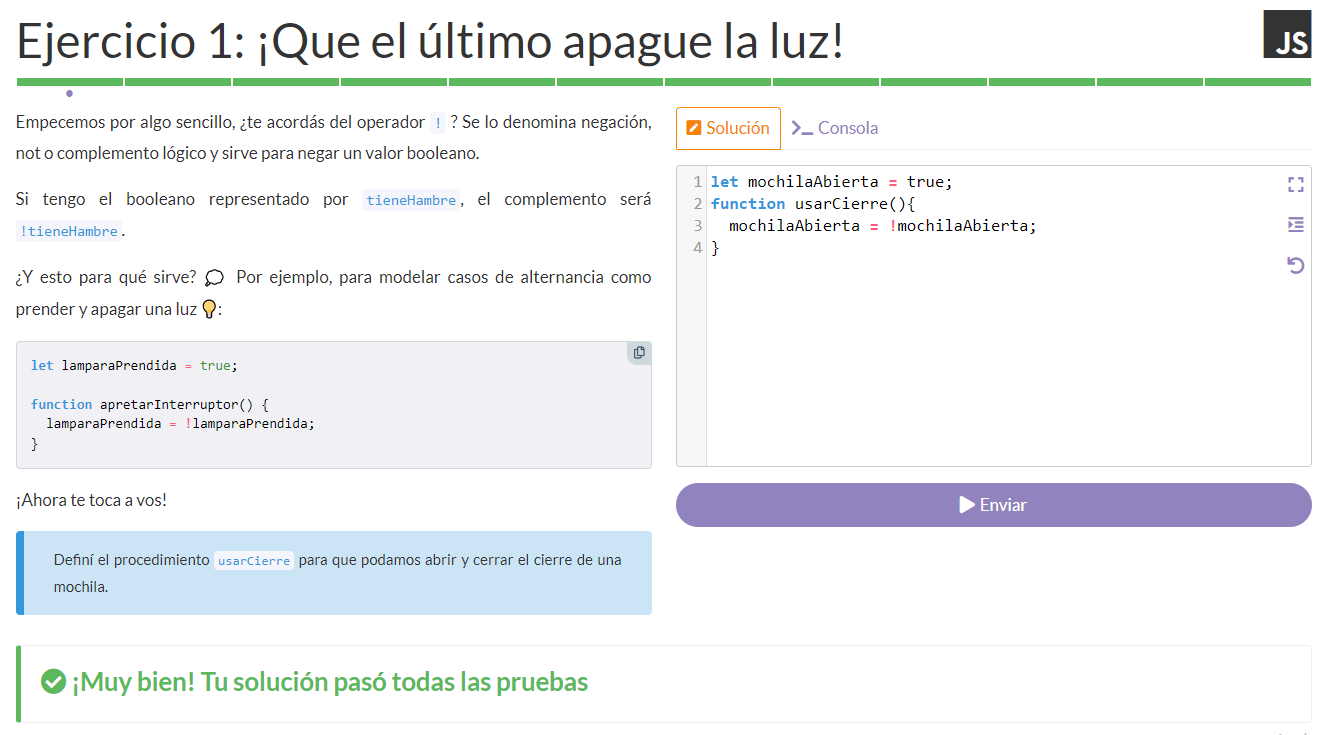 Ejercicio 1: ¡Que el último apague la luz!
JS
Empecemos por algo sencillo, ¿te acordás del operador ! ? Se lo denomina negación,
not o complemento lógico y sirve para negar un valor booleano.
Si tengo el booleano representado por tieneHambre, el complemento será
!tieneHambre.
¿Y esto para qué sirve? 💭 Por ejemplo, para modelar casos de alternancia como
prender y apagar una luz 💡:
let lamparaPrendida = true;
function apretarInterruptor() {
  lamparaPrendida = !lamparaPrendida;
}
¡Ahora te toca a vos!
Definí el procedimiento usarCierre para que podamos abrir y cerrar el cierre de una
mochila.
Solución
Consola
1 let mochilaAbierta = true;
2 function usarCierre(){
3   mochilaAbierta = !mochilaAbierta;
4 }
Enviar
¡Muy bien! Tu solución pasó todas las pruebas